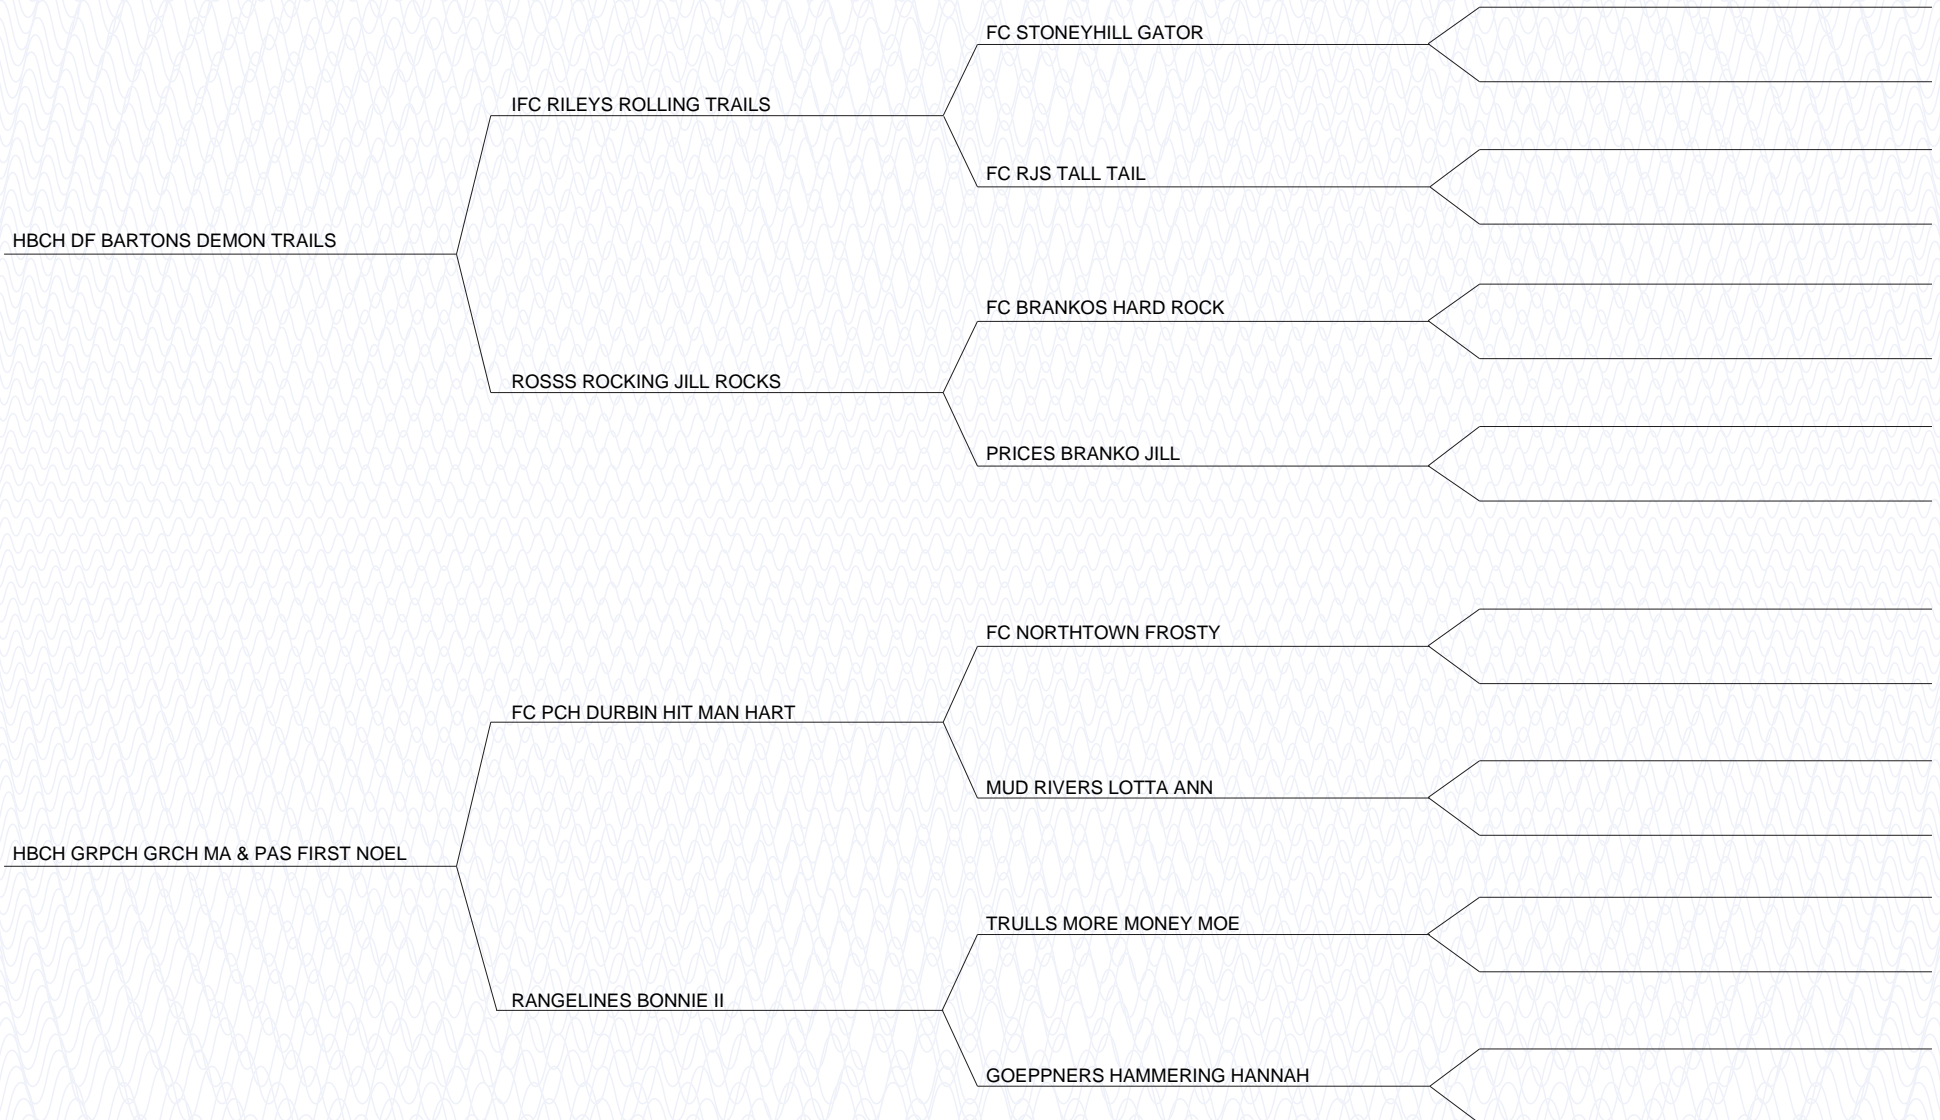 FC STONEYHILL GATOR
IFC RILEYS ROLLING TRAILS
FC RJS TALL TAIL
HBCH DF BARTONS DEMON TRAILS
FC BRANKOS HARD ROCK
ROSSS ROCKING JILL ROCKS
PRICES BRANKO JILL
FC NORTHTOWN FROSTY
FC PCH DURBIN HIT MAN HART
MUD RIVERS LOTTA ANN
HBCH GRPCH GRCH MA & PAS FIRST NOEL
TRULLS MORE MONEY MOE
RANGELINES BONNIE II
GOEPPNERS HAMMERING HANNAH